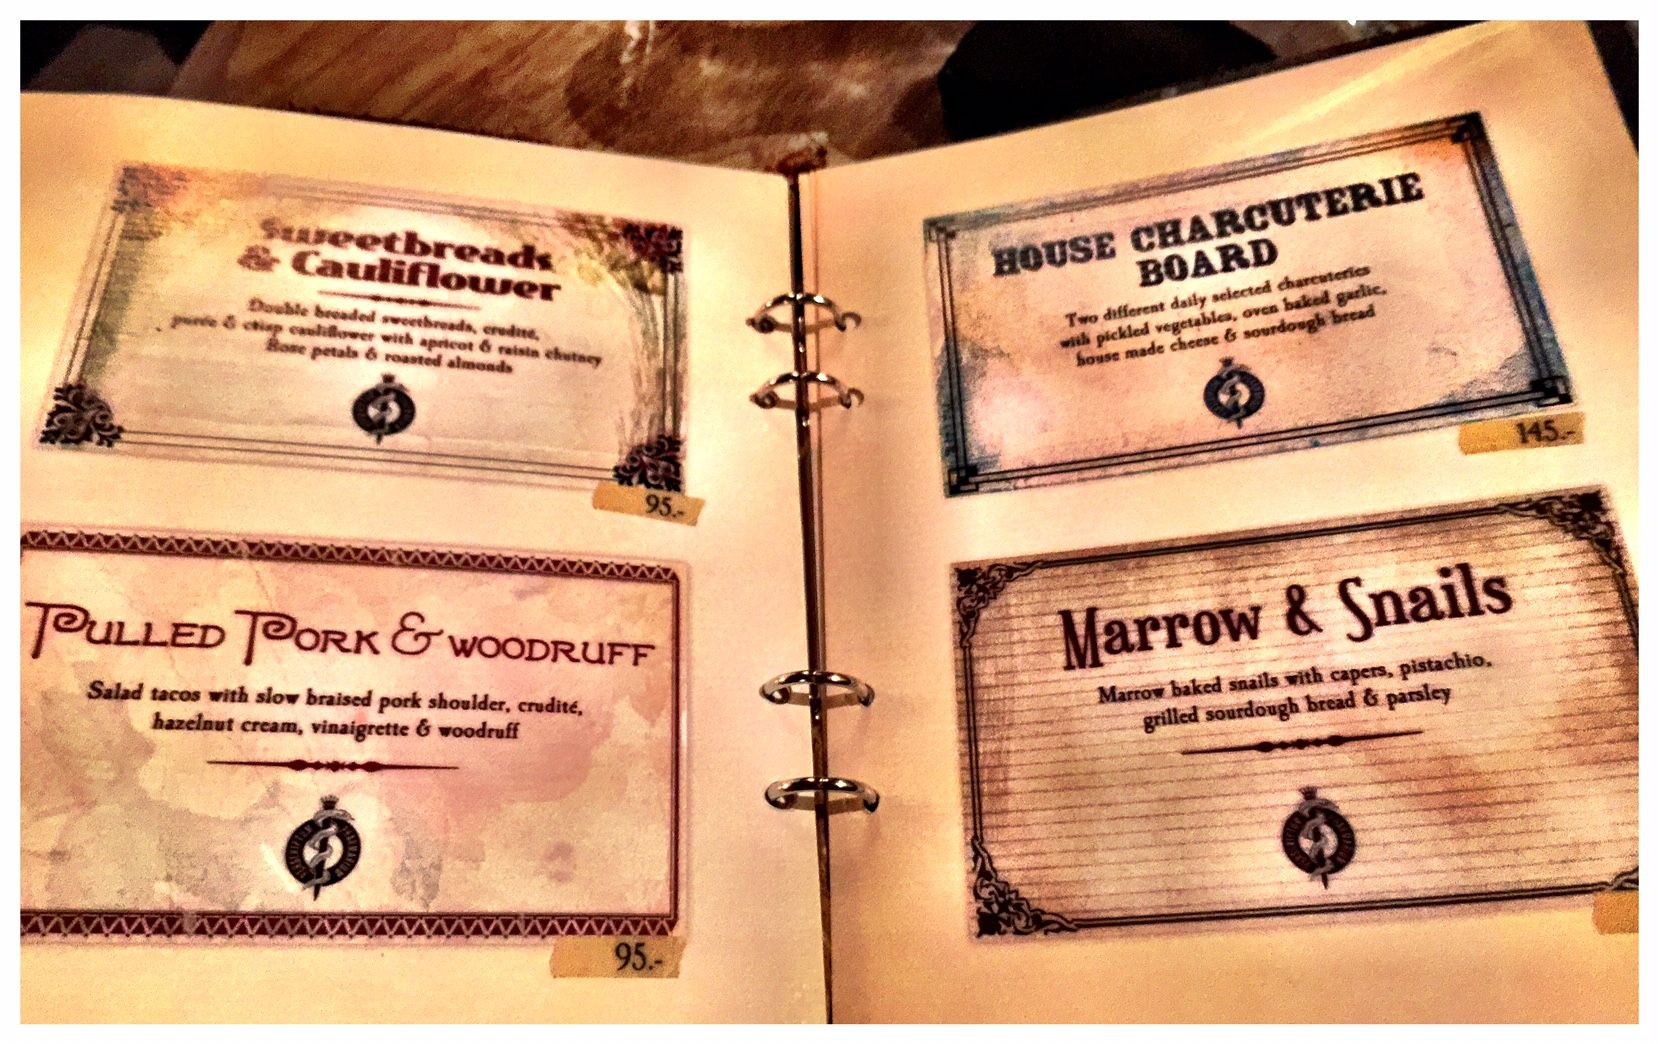 Sweetbreads
& Cauliflower
Double breaded sweetbreads, crudité,
purée & crisp cauliflower with apricot & raisin chutney
Rose petals & roasted almonds
95.-
PULLED PORK & WOODRUFF
Salad tacos with slow braised pork shoulder, crudité,
hazelnut cream, vinaigrette & woodruff
95.-
HOUSE CHARCUTERIE
BOARD
Two different daily selected charcuteries
with pickled vegetables, oven baked garlic,
house made cheese & sourdough bread
145.-
Marrow & Snails
Marrow baked snails with capers, pistachio,
grilled sourdough bread & parsley